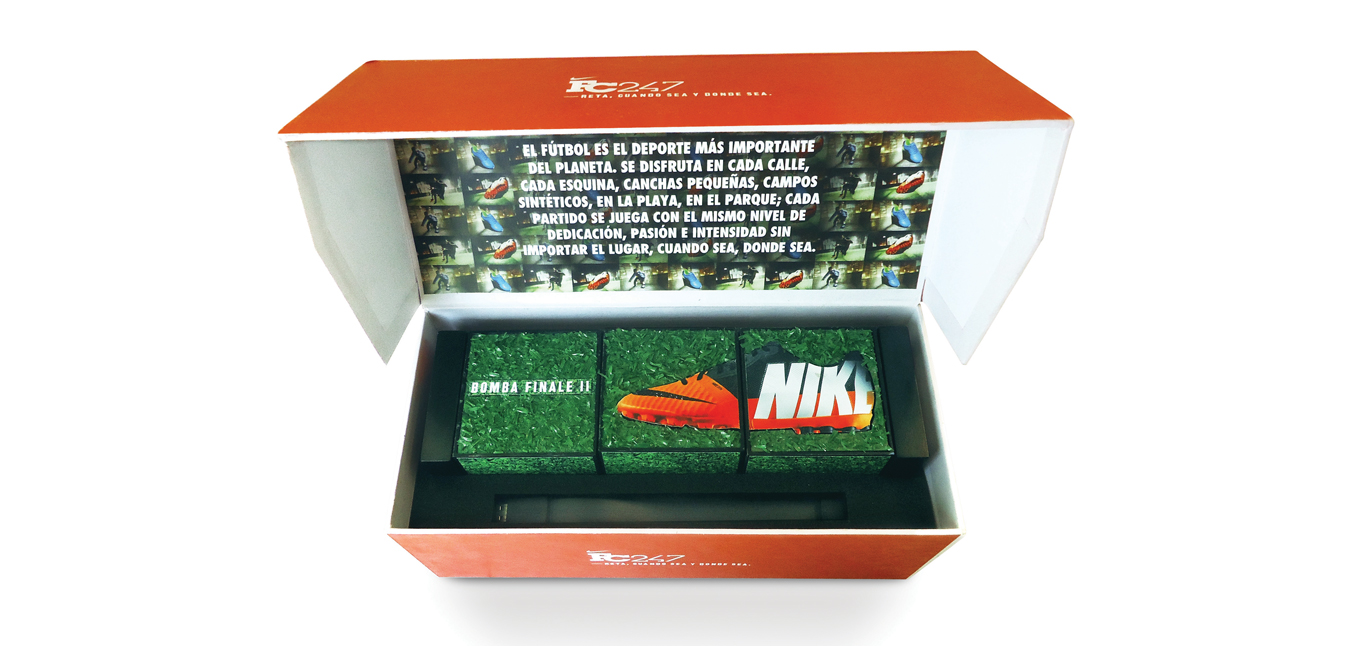 FC247
RETA, CUANDO SEA Y DONDE SEA.
EL FÚTBOL ES EL DEPORTE MÁS IMPORTANTE
DEL PLANETA. SE DISFRUTA EN CADA CALLE,
CADA ESQUINA, CANCHAS PEQUEÑAS, CAMPOS
SINTÉTICOS, EN LA PLAYA, EN EL PARQUE; CADA
PARTIDO SE JUEGA CON EL MISMO NIVEL DE
DEDICACIÓN, PASIÓN E INTENSIDAD SIN
IMPORTAR EL LUGAR, CUANDO SEA, DONDE SEA.
BOMBA FINALE II
NIKE
FC247
RETA, CUANDO SEA Y DONDE SEA.